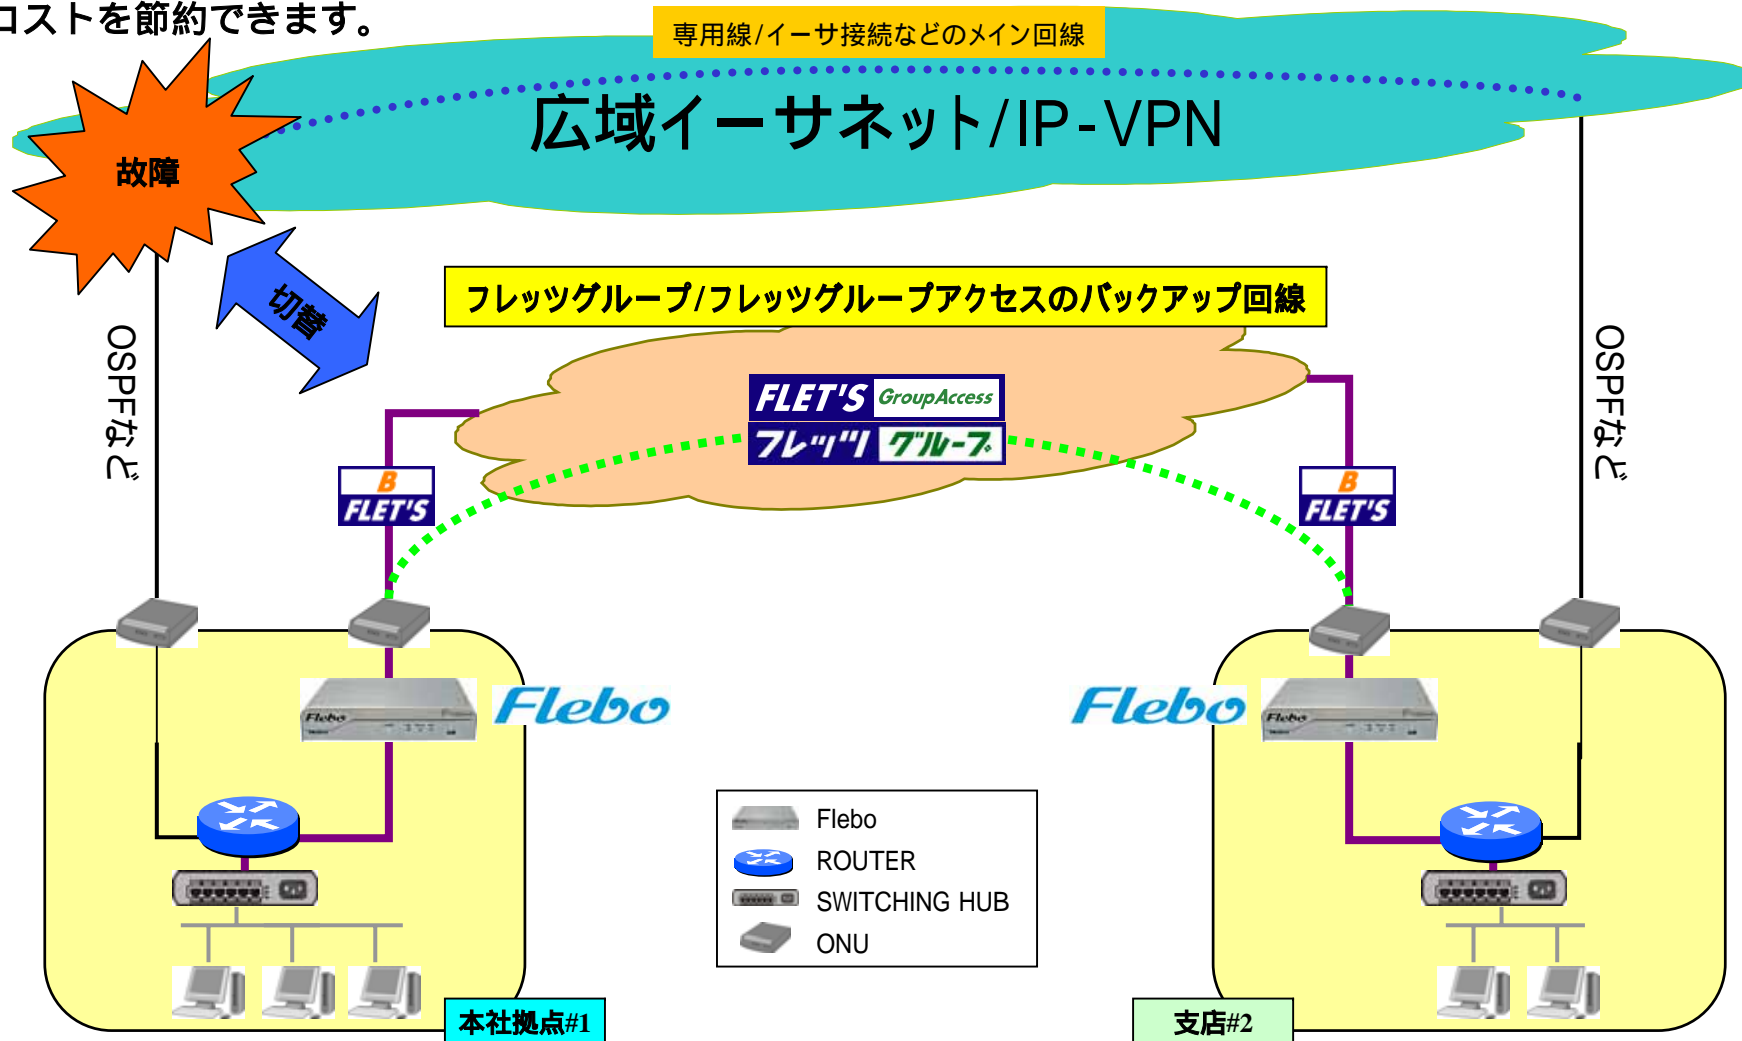 コストを節約できます。
専用線/イーサ接続などのメイン回線
広域イーサネット/IP-VPN
故障
切替
フレッツグループ/フレッツグループアクセスのバックアップ回線
OSPFなど
OSPFなど
FLET'S GroupAccess
フレッツ グループ
B
FLET'S
B
FLET'S
Flebo
Flebo
Flebo
Flebo
Flebo
ROUTER
SWITCHING HUB
ONU
本社拠点#1
支店#2